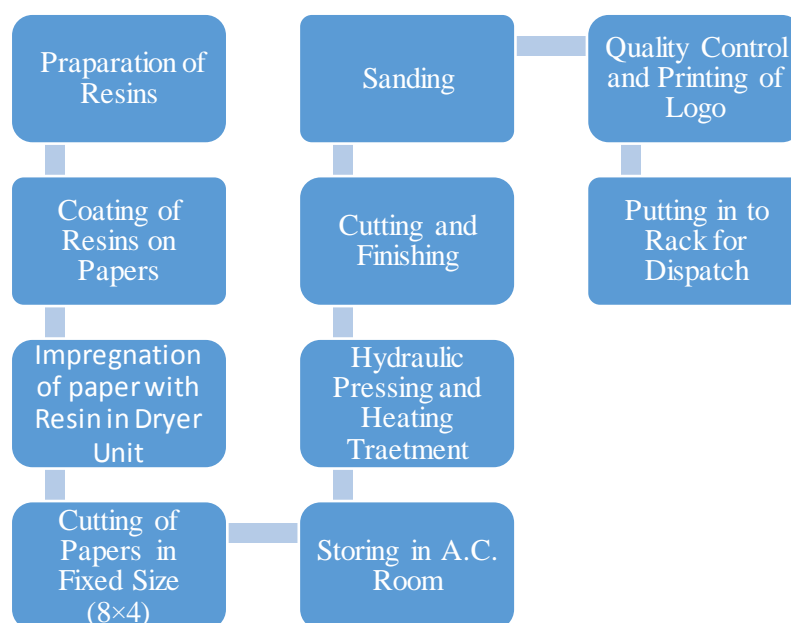 Praparation of
Resins
Coating of
Resins on
Papers
Impregnation
of paper with
Resin in Dryer
Unit
Cutting of
Papers in
Fixed Size
(8×4)
Storing in A.C.
Room
Hydraulic
Pressing and
Heating
Traetment
Cutting and
Finishing
Sanding
Quality Control
and Printing of
Logo
Putting in to
Rack for
Dispatch